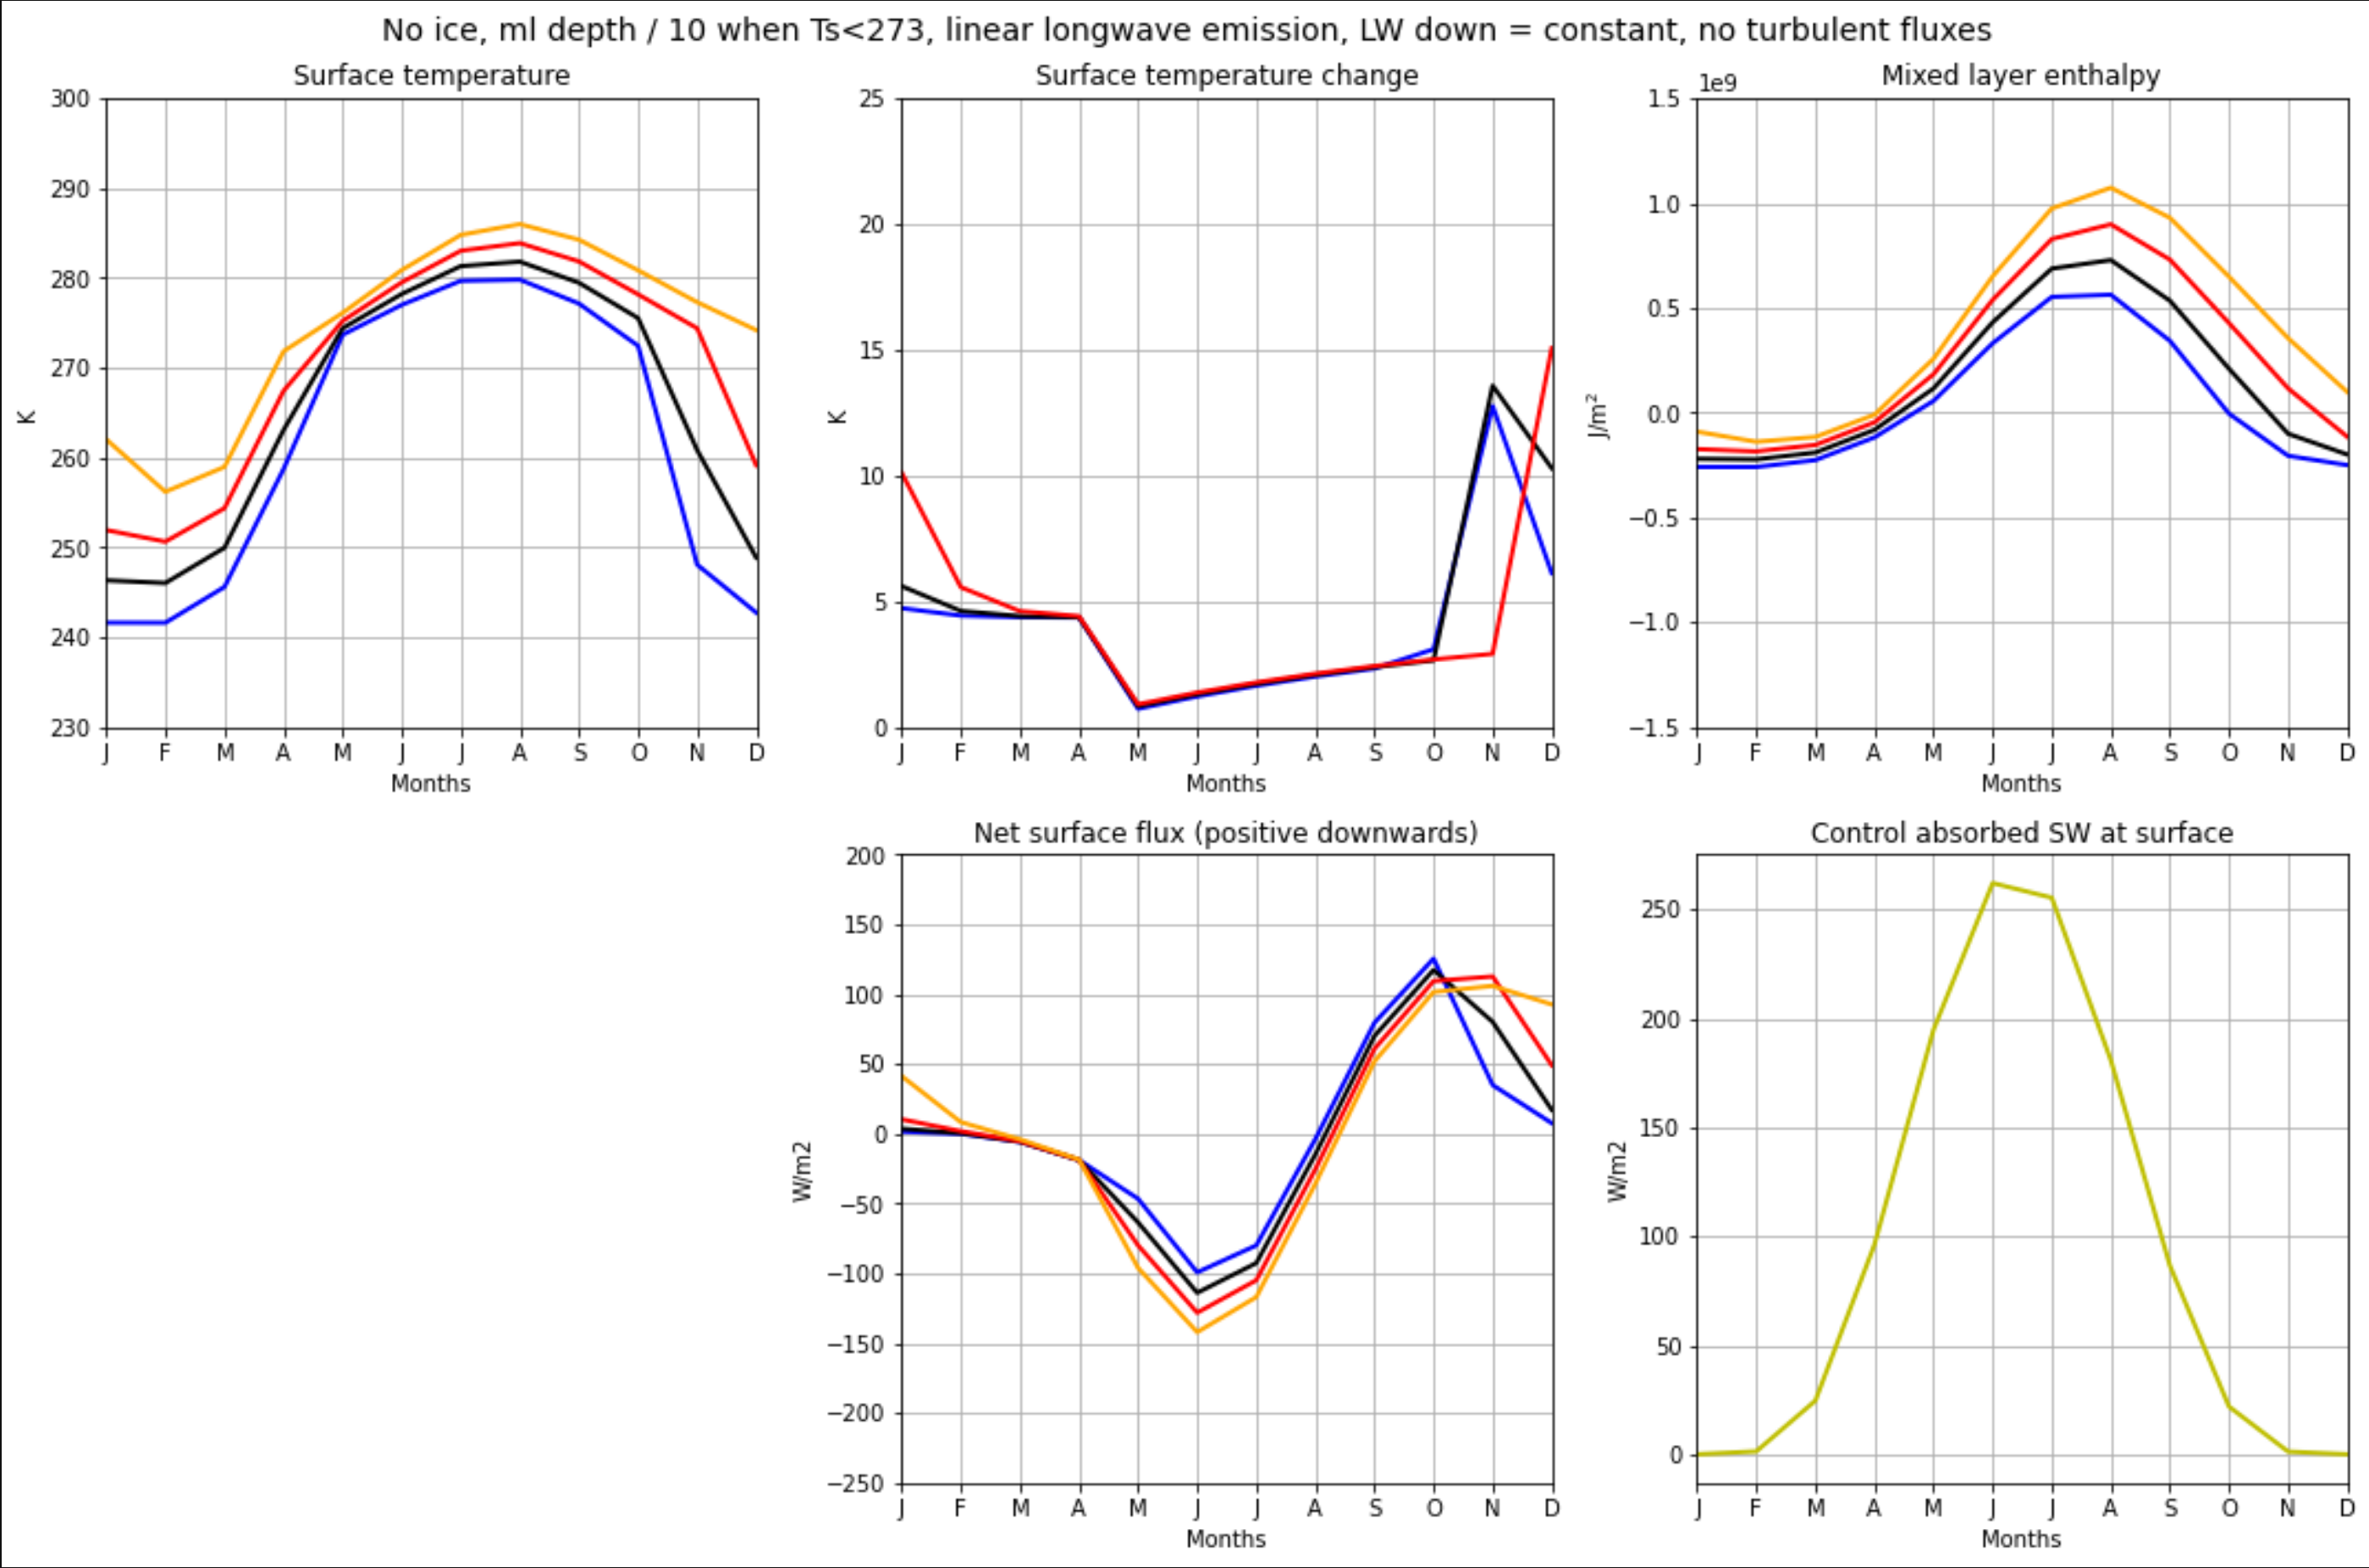 No ice, ml depth / 10 when Ts<273, linear longwave emission, LW down = constant, no turbulent fluxes
Surface temperature
300
290
280
270
260
250
240
230
K
J F M A M J J A S O N D
Months
Surface temperature change
25
20
15
10
5
0
K
J F M A M J J A S O N D
Months
Mixed layer enthalpy
1e9
1.5
1.0
0.5
0.0
−0.5
−1.0
−1.5
J/m²
J F M A M J J A S O N D
Months
Net surface flux (positive downwards)
200
150
100
50
0
−50
−100
−150
−200
−250
W/m2
J F M A M J J A S O N D
Months
Control absorbed SW at surface
250
200
150
100
50
0
W/m2
J F M A M J J A S O N D
Months